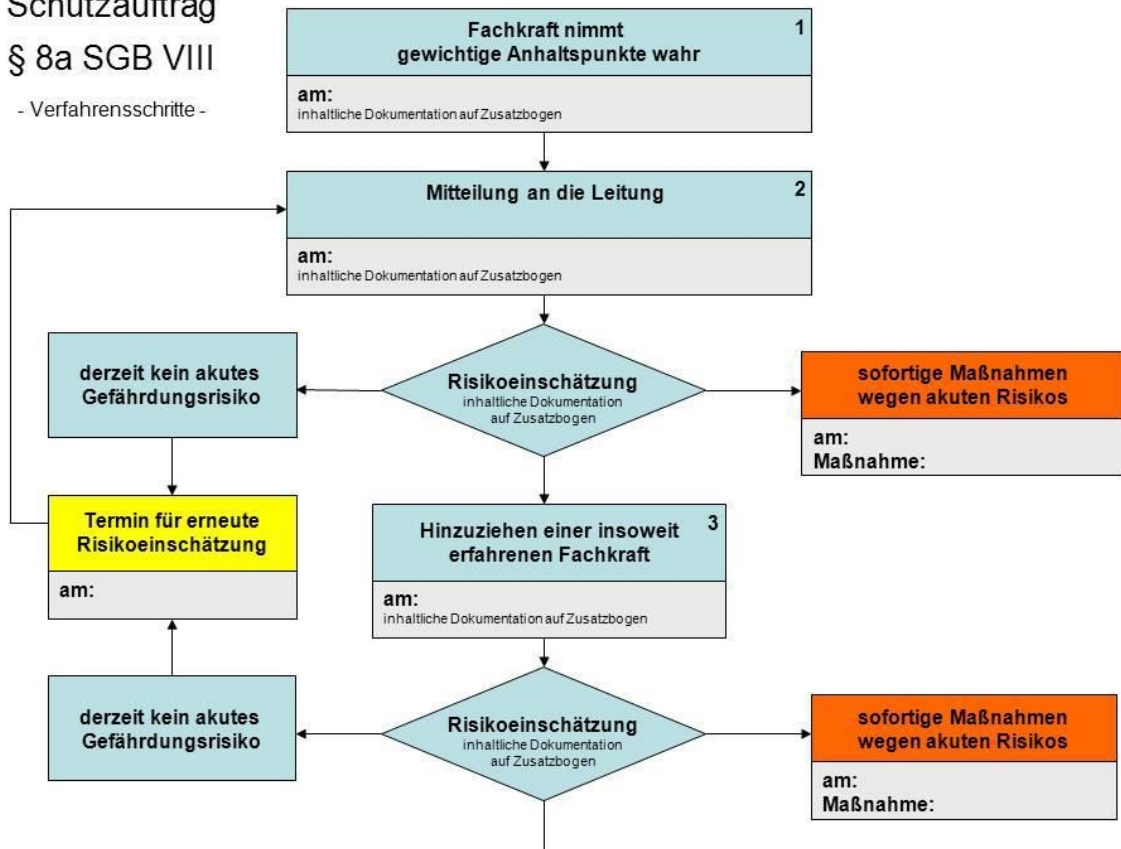 Schutzauftrag
§ 8a SGB VIII
- Verfahrensschritte -
Fachkraft nimmt
gewichtige Anhaltspunkte wahr
1
am:
inhaltliche Dokumentation auf Zusatzbogen
Mitteilung an die Leitung
2
am:
inhaltliche Dokumentation auf Zusatzbogen
derzeit kein akutes
Gefährdungsrisiko
Risikoeinschätzung
inhaltliche Dokumentation
auf Zusatzbogen
sofortige Maßnahmen
wegen akuten Risikos
am:
Maßnahme:
Termin für erneute
Risikoeinschätzung
am:
Hinzuziehen einer insoweit
erfahrenen Fachkraft
3
am:
inhaltliche Dokumentation auf Zusatzbogen
derzeit kein akutes
Gefährdungsrisiko
Risikoeinschätzung
inhaltliche Dokumentation
auf Zusatzbogen
sofortige Maßnahmen
wegen akuten Risikos
am:
Maßnahme: